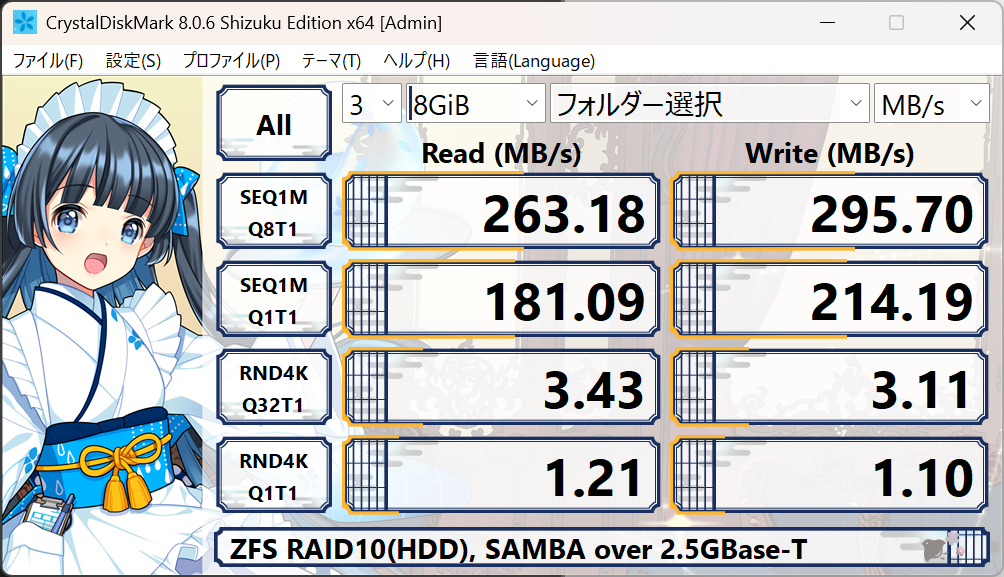 CrystalDiskMark 8.0.6 Shizuku Edition x64 [Admin]
ファイル(F) 設定(S) プロファイル(P) テーマ(T) ヘルプ(H) 言語(Language)
All 3 8GiB フォルダー選択 MB/s
Read (MB/s) Write (MB/s)
SEQ1M
Q8T1
263.18 295.70
SEQ1M
Q1T1
181.09 214.19
RND4K
Q32T1
3.43 3.11
RND4K
Q1T1
1.21 1.10
ZFS RAID10(HDD), SAMBA over 2.5GBase-T